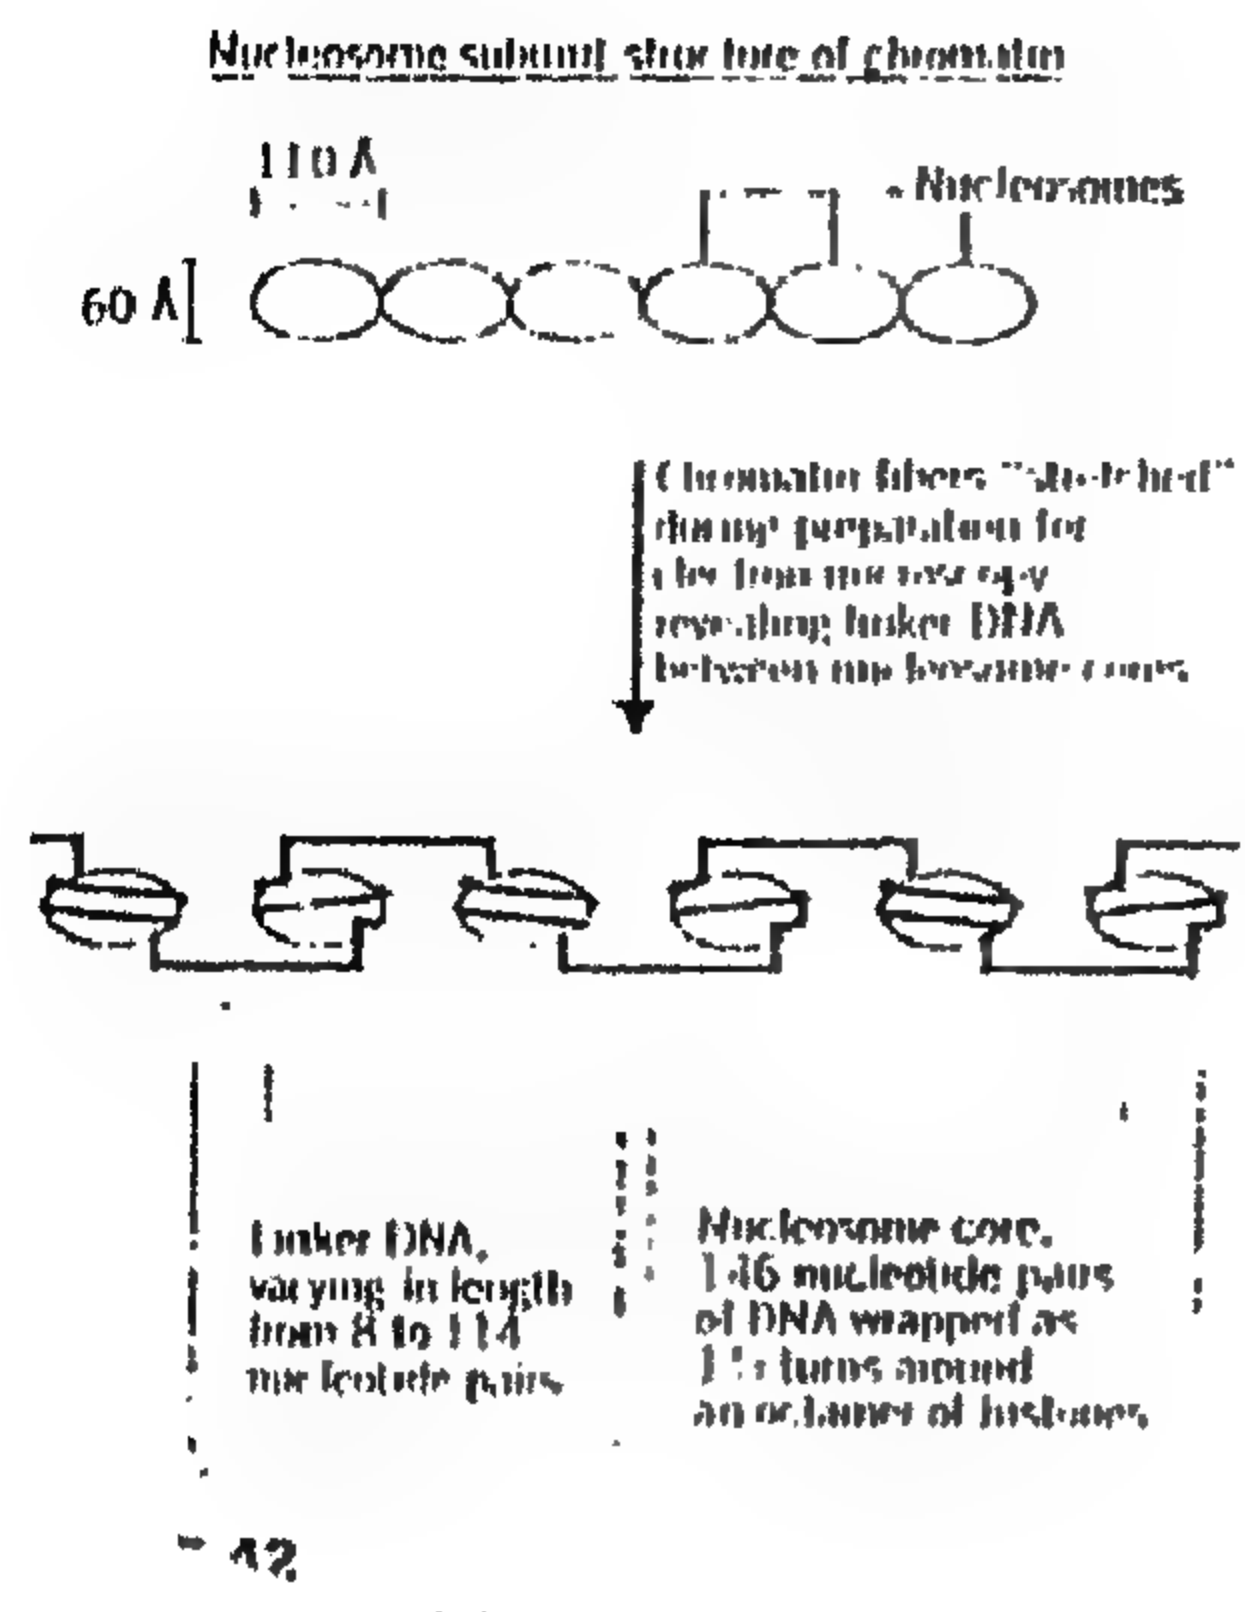 Nucleosome subunit structure of chromatin
110 Å
Nucleosomes
60 Å
Chromatin fibers "stretched"
during preparation for
electron microscopy
revealing linker DNA
between nucleosome cores
Linker DNA,
varying in length
from 8 to 114
nucleotide pairs
Nucleosome core,
146 nucleotide pairs
of DNA wrapped as
turns around
an octamer of histones
42